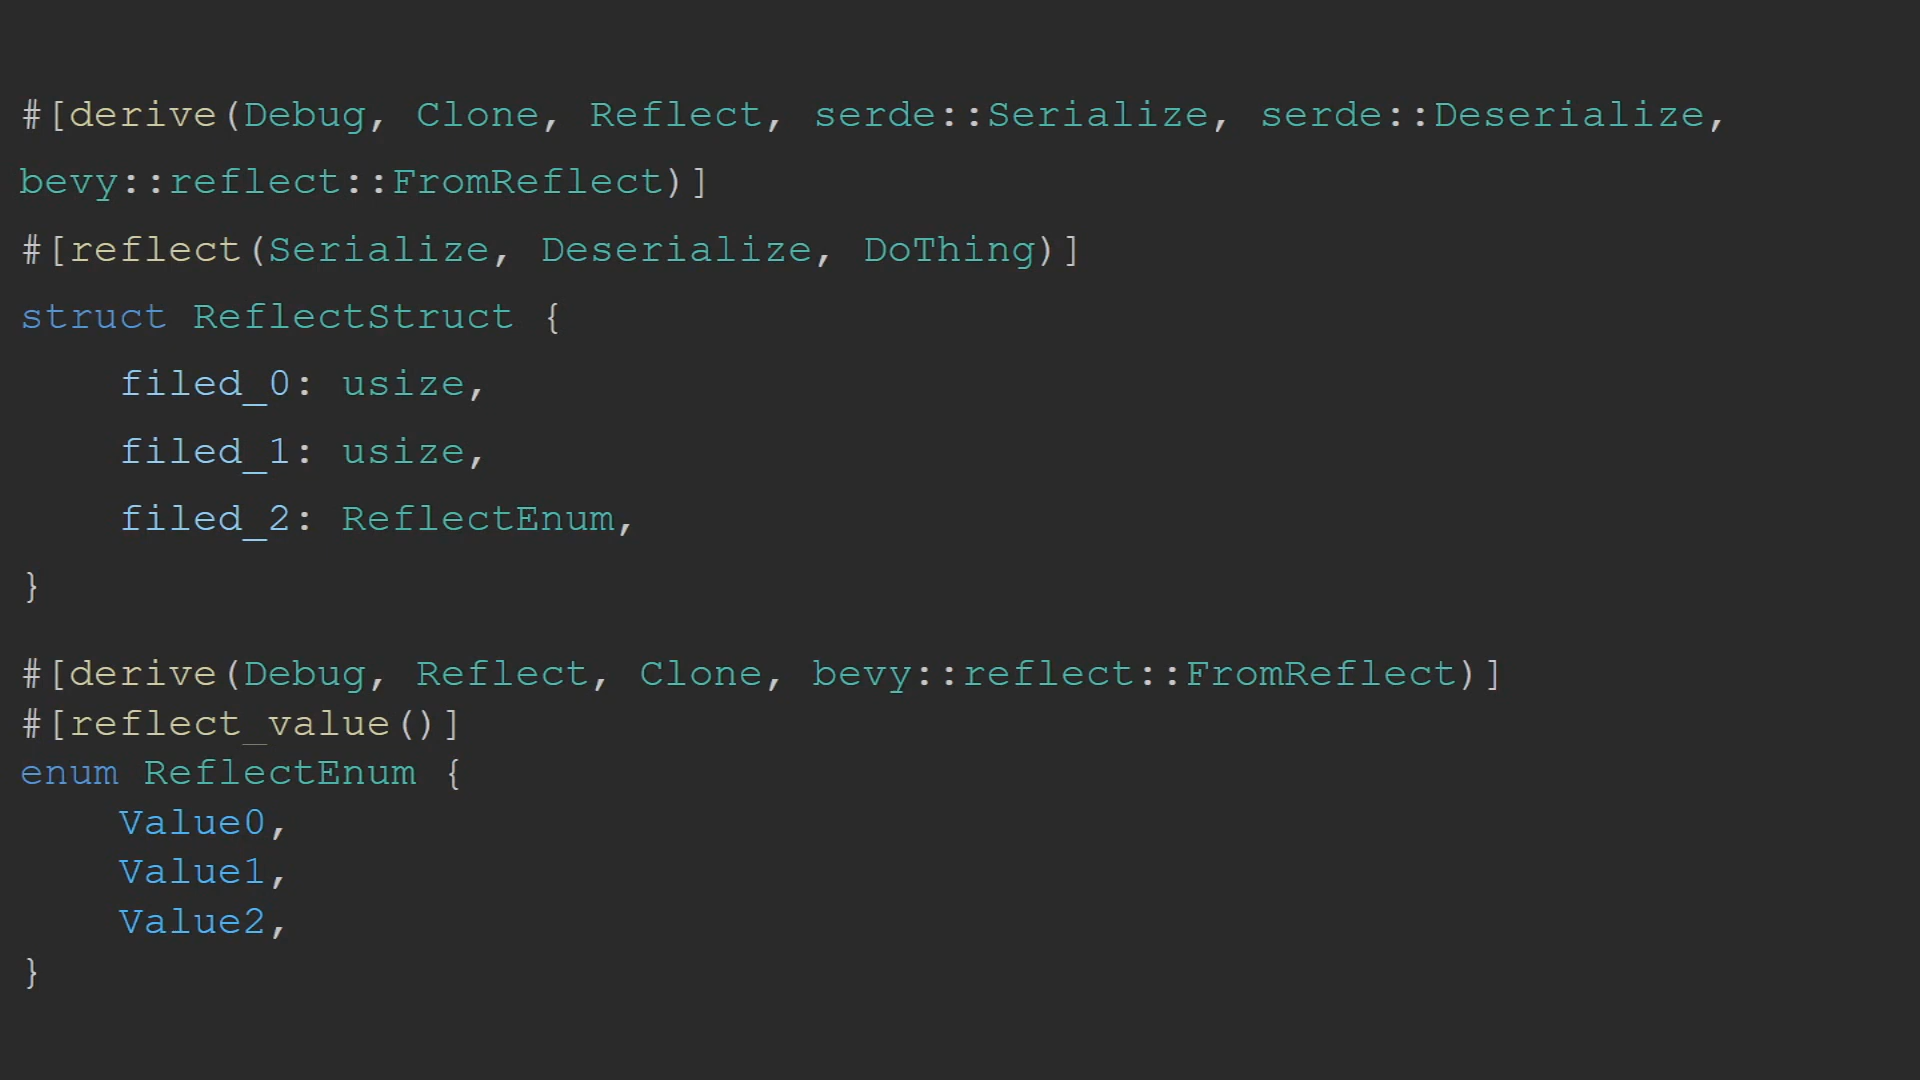 #[derive(Debug, Clone, Reflect, serde::Serialize, serde::Deserialize,
bevy::reflect::FromReflect)]
#[reflect(Serialize, Deserialize, DoThing)]
struct ReflectStruct {
    filed_0: usize,
    filed_1: usize,
    filed_2: ReflectEnum,
}
#[derive(Debug, Reflect, Clone, bevy::reflect::FromReflect)]
#[reflect_value()]
enum ReflectEnum {
    Value0,
    Value1,
    Value2,
}